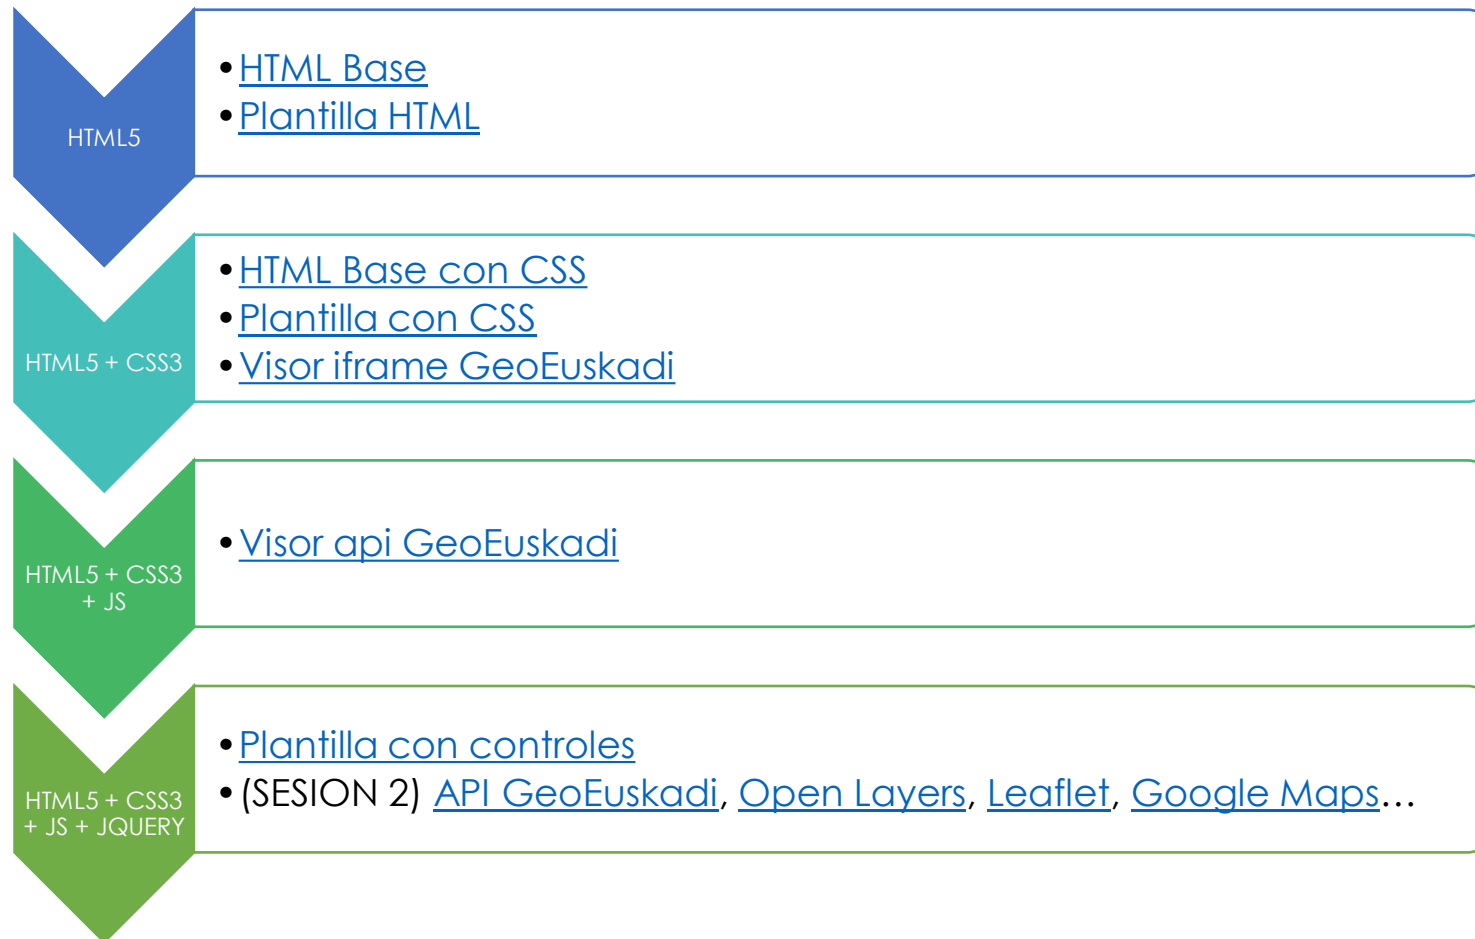 HTML5
•HTML Base
•Plantilla HTML
HTML5 + CSS3
•HTML Base con CSS
•Plantilla con CSS
•Visor iframe GeoEuskadi
HTML5 + CSS3
+ JS
•Visor api GeoEuskadi
HTML5 + CSS3
+ JS + JQUERY
•Plantilla con controles
•(SESION 2) API GeoEuskadi, Open Layers, Leaflet, Google Maps…